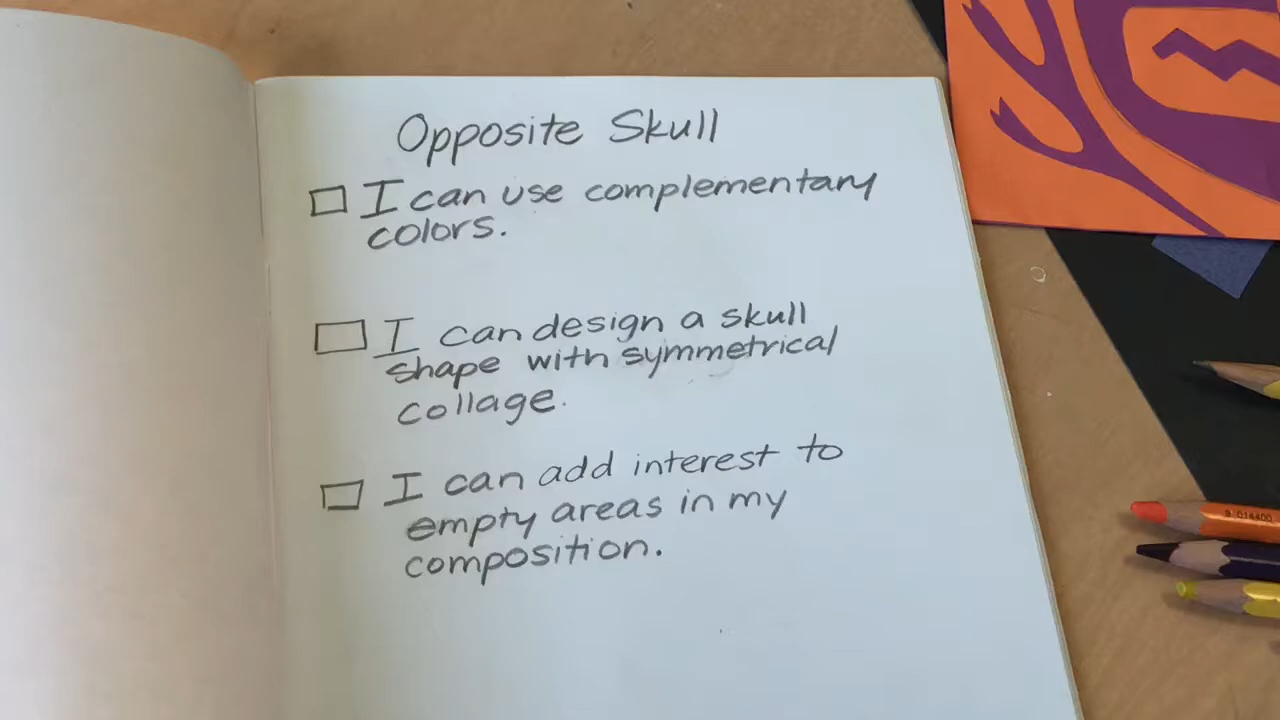 Opposite Skull
I can use complementary
colors.
I can design a skull
shape with symmetrical
collage.
I can add interest to
empty areas in my
composition.
014400